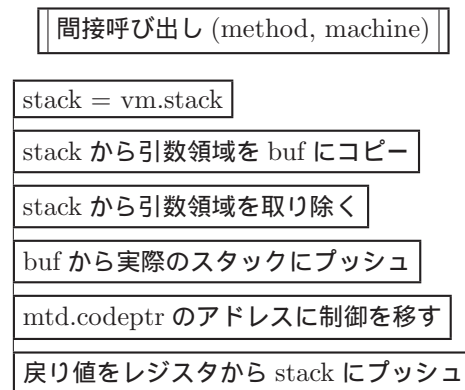 間接呼び出し (method, machine)
stack = vm.stack
stack から引数領域を buf にコピー
stack から引数領域を取り除く
buf から実際のスタックにプッシュ
mtd.codeptr のアドレスに制御を移す
戻り値をレジスタから stack にプッシュ